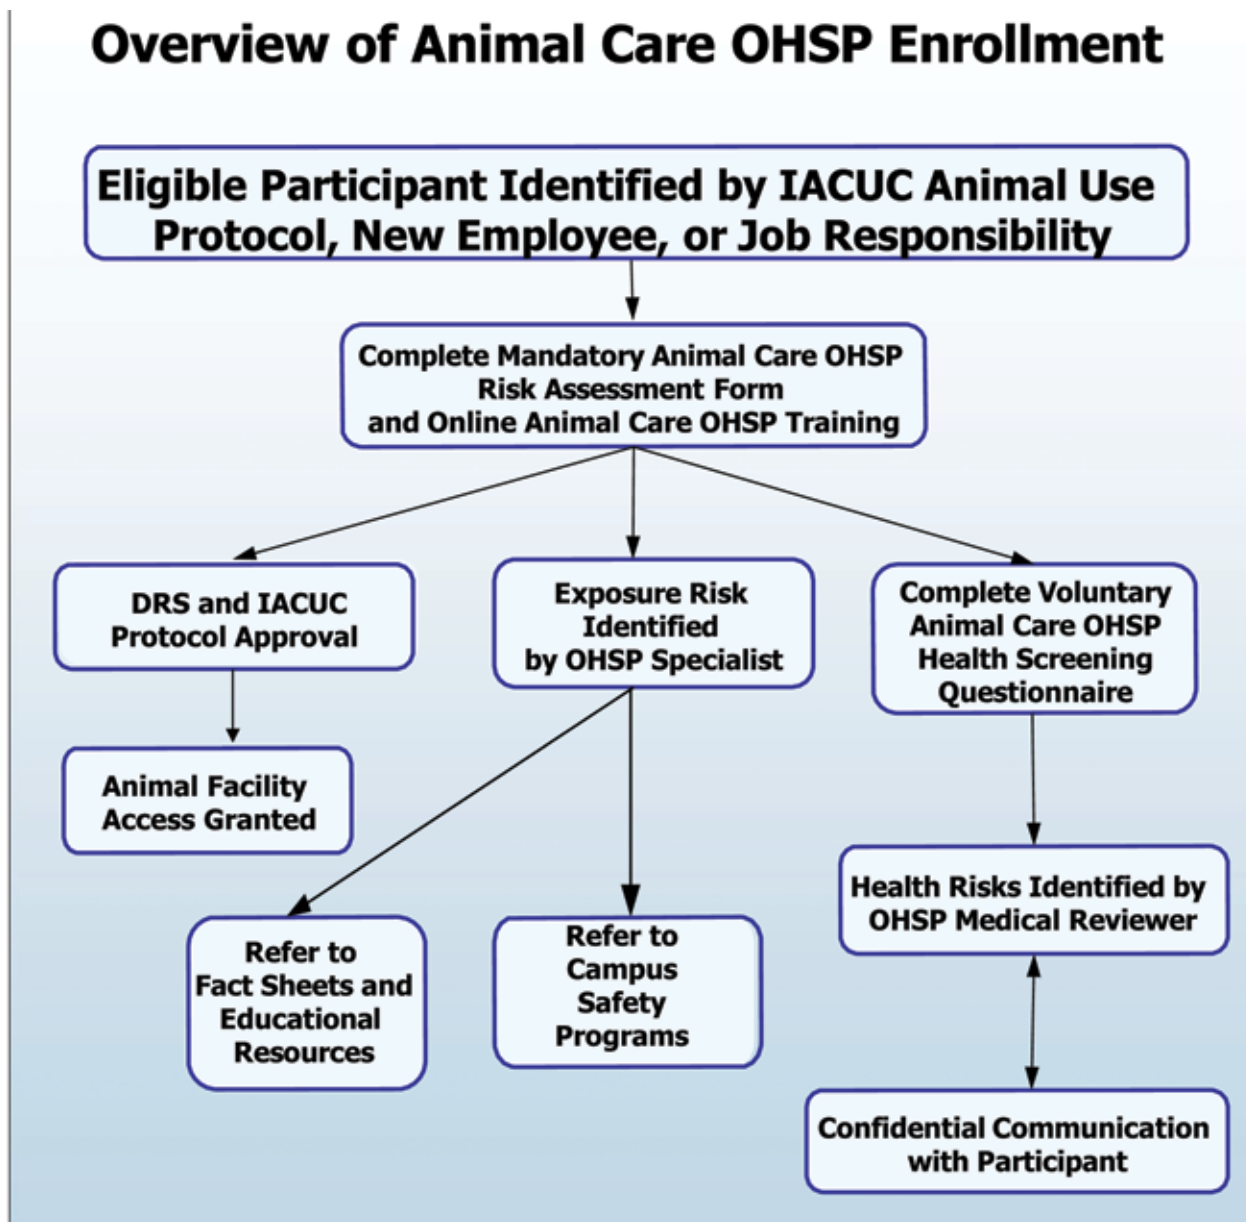 Overview of Animal Care OHSP Enrollment
Eligible Participant Identified by IACUC Animal Use
Protocol, New Employee, or Job Responsibility
Complete Mandatory Animal Care OHSP
Risk Assessment Form
and Online Animal Care OHSP Training
DRS and IACUC
Protocol Approval
Exposure Risk
Identified
by OHSP Specialist
Complete Voluntary
Animal Care OHSP
Health Screening
Questionnaire
Animal Facility
Access Granted
Health Risks Identified by
OHSP Medical Reviewer
Refer to
Fact Sheets and
Educational
Resources
Refer to
Campus
Safety
Programs
Confidential Communication
with Participant